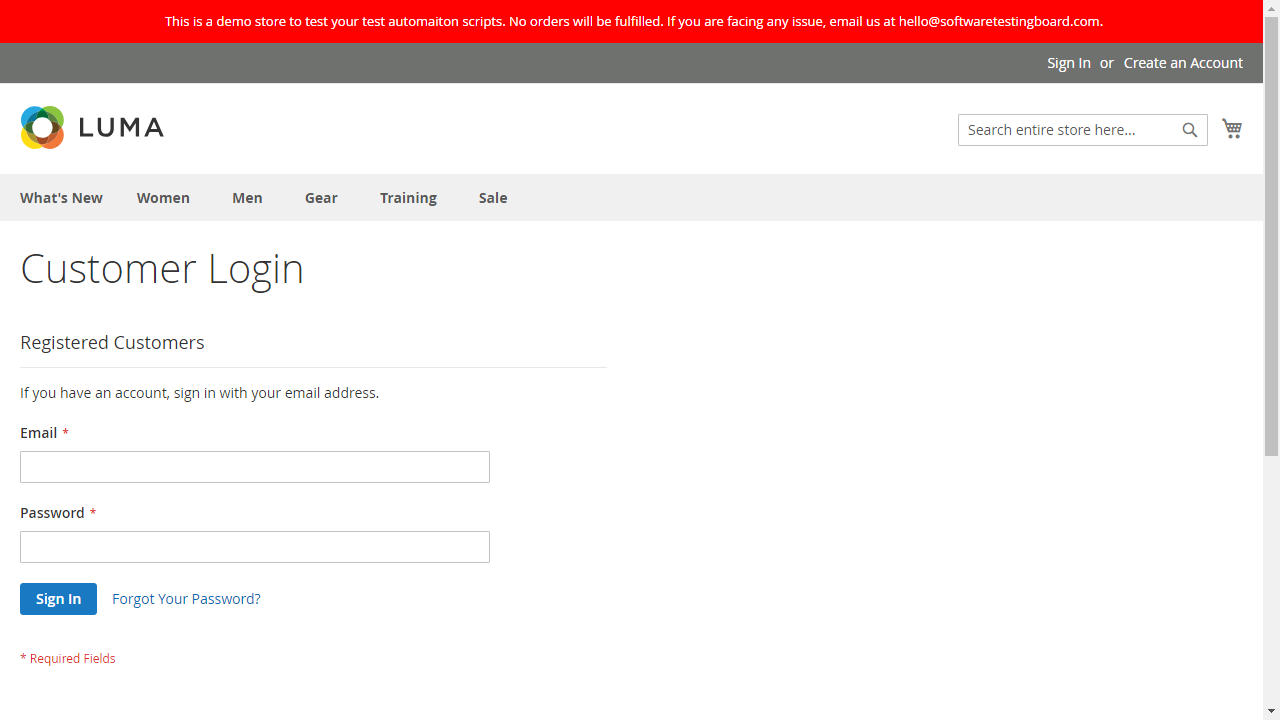 This is a demo store to test your test automaiton scripts. No orders will be fulfilled. If you are facing any issue, email us at hello@softwaretestingboard.com.
Sign In or Create an Account
LUMA
Search entire store here...
What's New Women Men Gear Training Sale
Customer Login
Registered Customers
If you have an account, sign in with your email address.
Email *
Password *
Sign In Forgot Your Password?
* Required Fields